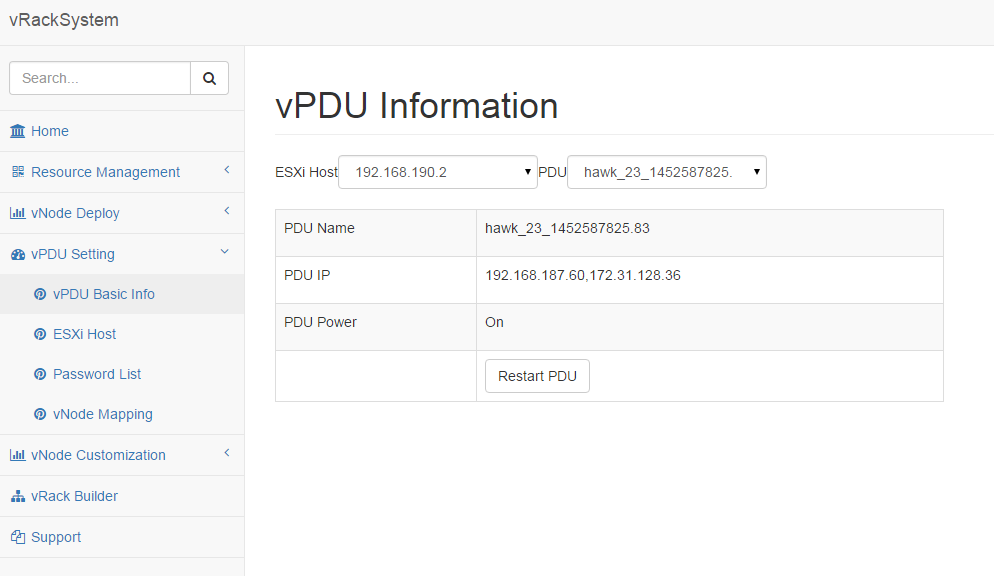 vRackSystem
Search...
Home
Resource Management
vNode Deploy
vPDU Setting
vPDU Basic Info
ESXi Host
Password List
vNode Mapping
vNode Customization
vRack Builder
Support
vPDU Information
ESXi Host 192.168.190.2 PDU hawk_23_1452587825.
PDU Name hawk_23_1452587825.83
PDU IP 192.168.187.60,172.31.128.36
PDU Power On
Restart PDU